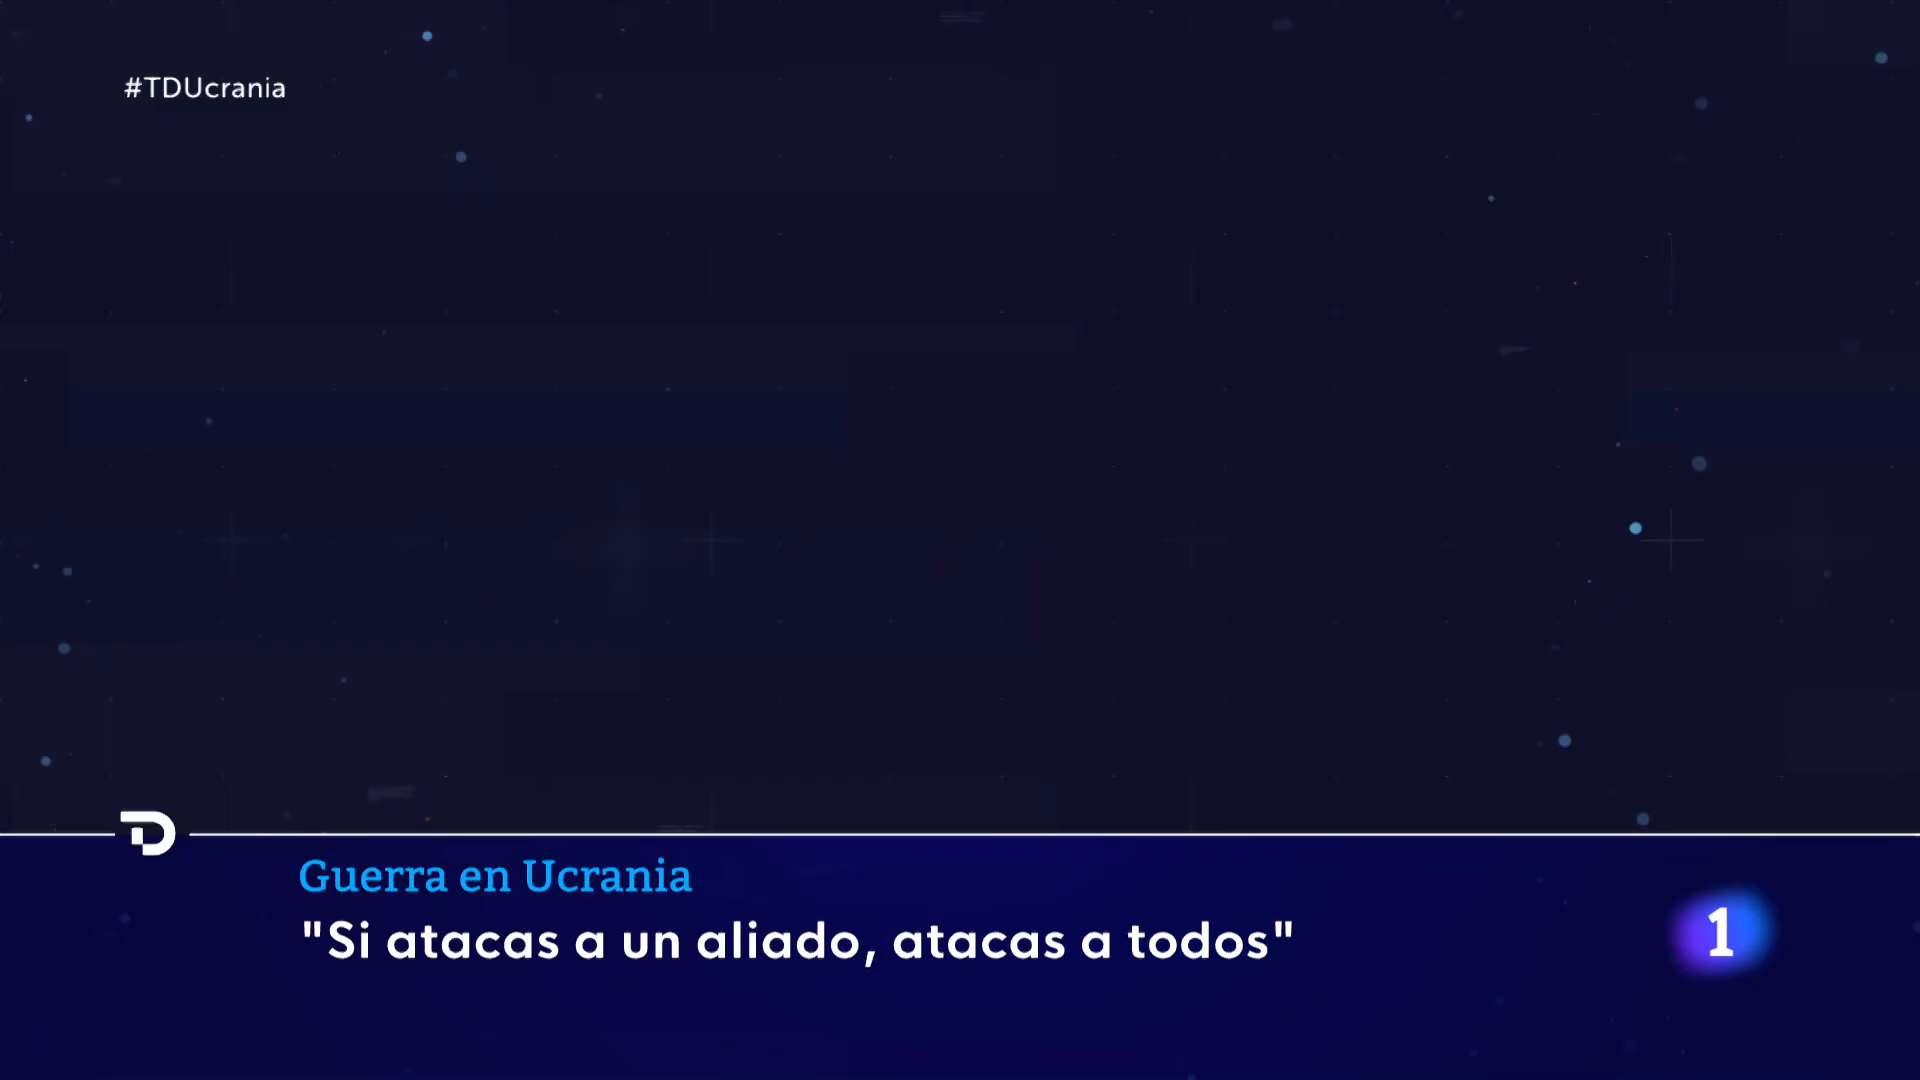 #TDUcrania
Guerra en Ucrania
"Si atacas a un aliado, atacas a todos"
1